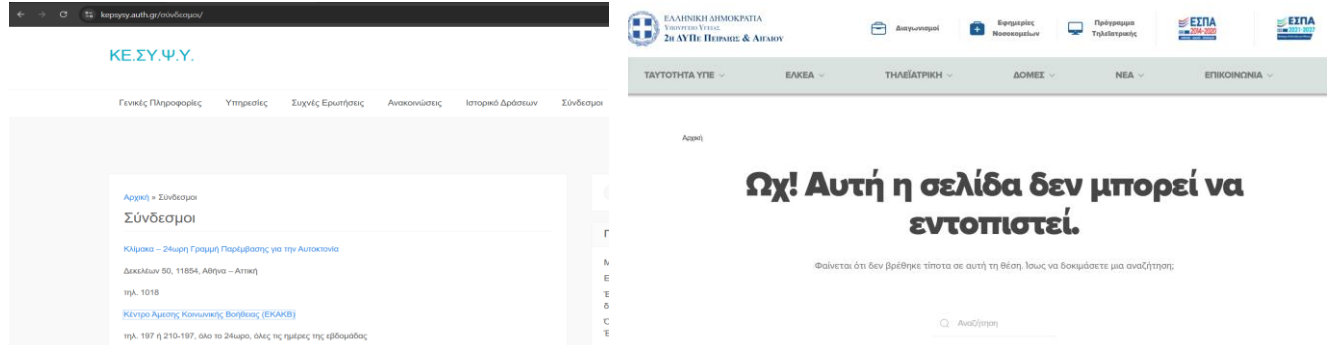 kepsysy.auth.gr/σύνδεσμοι/
ΚΕ.ΣΥ.Ψ.Υ.
Γενικές Πληροφορίες Υπηρεσίες Συχνές Ερωτήσεις Ανακοινώσεις Ιστορικό Δράσεων Σύνδεσμοι
Αρχική » Σύνδεσμοι
Σύνδεσμοι
Κλίμακα – 24ωρη Γραμμή Παρέμβασης για την Αυτοκτονία
Δεκελέων 50, 11854, Αθήνα – Αττική
τηλ. 1018
Κέντρο Άμεσης Κοινωνικής Βοήθειας (ΕΚΑΚΒ)
τηλ. 197 ή 210-197, όλο το 24ωρο, όλες τις ημέρες της εβδομάδας
ΕΛΛΗΝΙΚΗ ΔΗΜΟΚΡΑΤΙΑ
Υπουργειο Υγειας
2η ΔΥΠε Πειραιως & Αιγαιου
Διαγωνισμοί
Εφημερίες
Νοσοκομείων
Πρόγραμμα
Τηλεϊατρικής
ΕΣΠΑ
2014-2020
ΕΣΠΑ
2021-2027
ΤΑΥΤΟΤΗΤΑ ΥΠΕ ΕΛΚΕΑ ΤΗΛΕΪΑΤΡΙΚΗ ΔΟΜΕΣ ΝΕΑ ΕΠΙΚΟΙΝΩΝΙΑ
Αρχική
Ωχ! Αυτή η σελίδα δεν μπορεί να
εντοπιστεί.
Φαίνεται ότι δεν βρέθηκε τίποτα σε αυτή τη θέση. Ίσως να δοκιμάσετε μια αναζήτηση;
Αναζήτηση